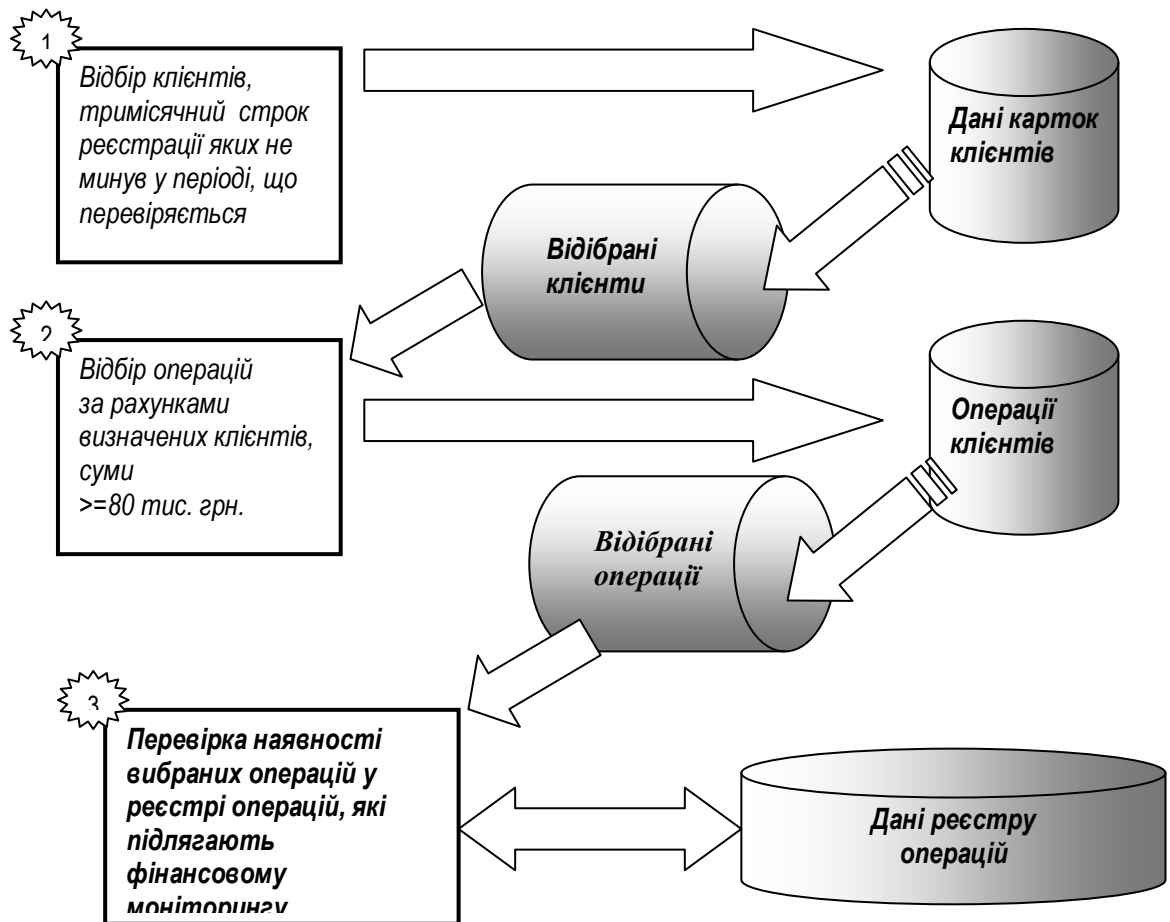 1
Відбір клієнтів,
тримісячний строк
реєстрації яких не
минув у періоді, що
перевіряється
Дані карток
клієнтів
Відібрані
клієнти
2
Відбір операцій
за рахунками
визначених клієнтів,
суми
>=80 тис. грн.
Операції
клієнтів
Відібрані
операції
3
Перевірка наявності
вибраних операцій у
реєстрі операцій, які
підлягають
фінансовому
моніторингу
Дані реєстру
операцій